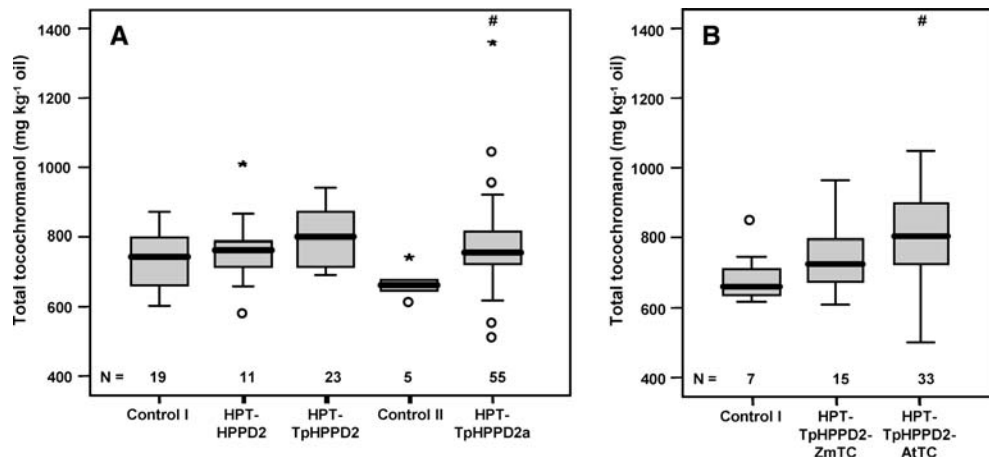 A
Total tocochromanol (mg kg-1 oil)
1400
1200
1000
800
600
400
*
*
*
#
N = 19 11 23 5 55
Control I
HPT-
HPPD2
HPT-
TpHPPD2
Control II
HPT-
TpHPPD2a
B
Total tocochromanol (mg kg-1 oil)
1400
1200
1000
800
600
400
#
N = 7 15 33
Control I
HPT-
TpHPPD2-
ZmTC
HPT-
TpHPPD2-
AtTC